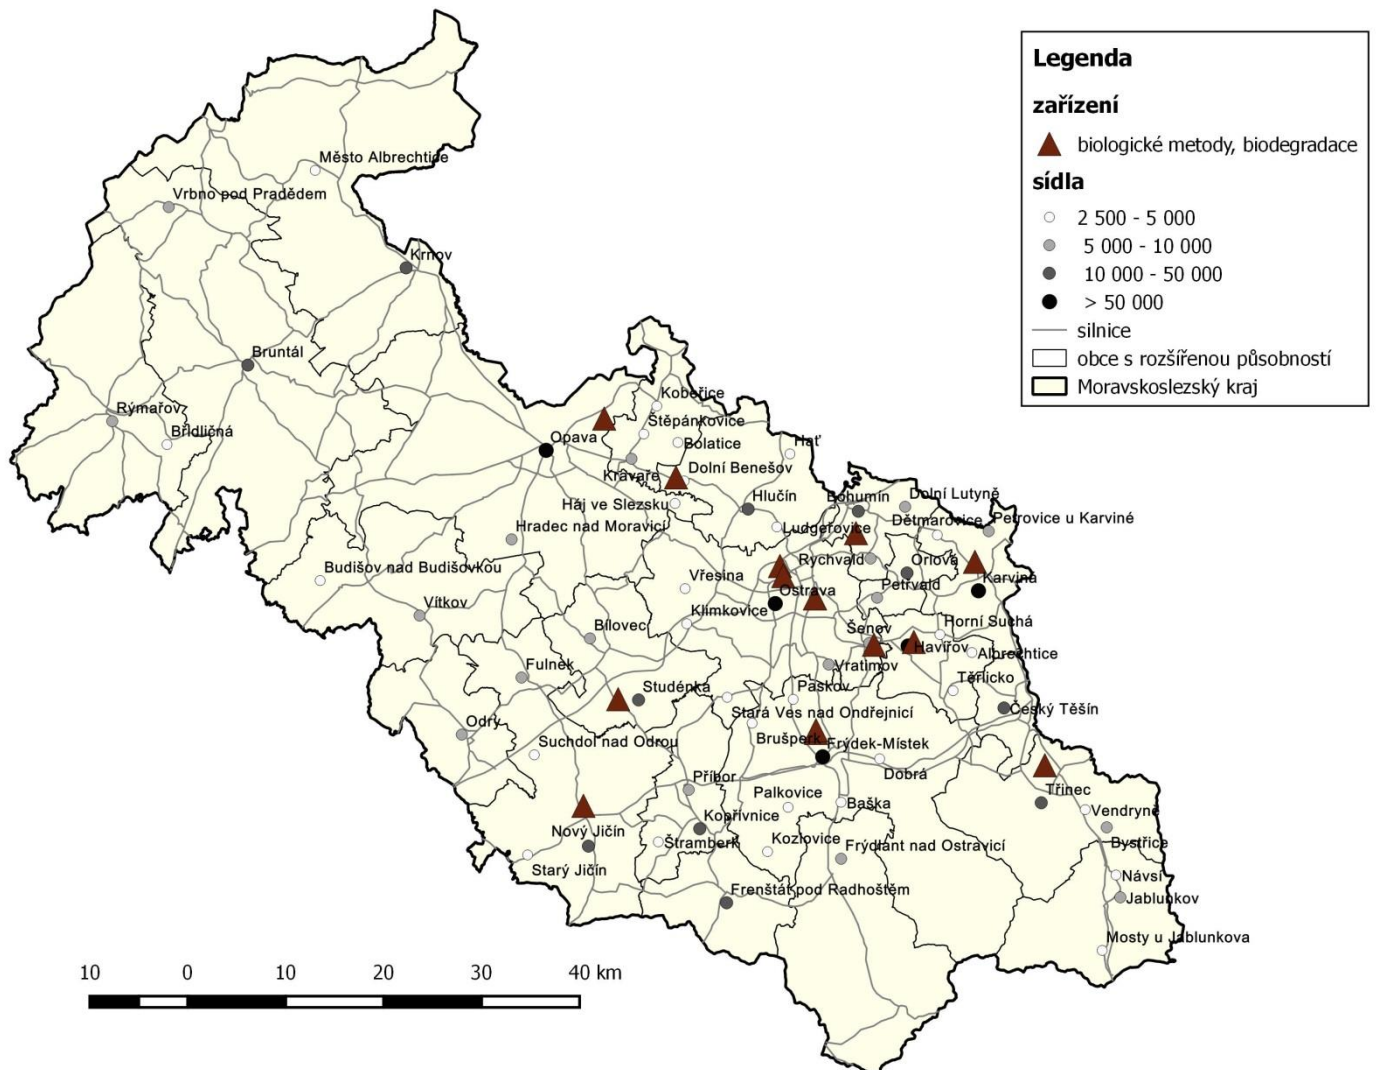 Legenda
zařízení
biologické metody, biodegradace
sídla
2 500 - 5 000
5 000 - 10 000
10 000 - 50 000
> 50 000
silnice
obce s rozšířenou působností
Moravskoslezský kraj
Město Albrechtice
Vrbno pod Pradědem
Krnov
Bruntál
Rýmařov
Břidličná
Kobeřice
Štěpánkovice
Opava
Bolatice
Hať
Kravaře
Dolní Benešov
Háj ve Slezsku
Hlučín
Bohumín
Dolní Lutyně
Hradec nad Moravicí
Ludgeřovice
Dětmarovice
Petrovice u Karviné
Budišov nad Budišovkou
Vřesina
Rychvald
Orlová
Karviná
Vítkov
Klimkovice
Ostrava
Petřvald
Bílovec
Šenov
Horní Suchá
Havířov
Albrechtice
Fulnek
Studénka
Vratimov
Těrlicko
Paskov
Český Těšín
Odry
Stará Ves nad Ondřejnicí
Suchdol nad Odrou
Brušperk
Frýdek-Místek
Dobrá
Příbor
Palkovice
Baška
Třinec
Vendryně
Nový Jičín
Kopřivnice
Štramberk
Kozlovice
Frýdlant nad Ostravicí
Bystřice
Starý Jičín
Návsí
Frenštát pod Radhoštěm
Jablunkov
Mosty u Jablunkova
10 0 10 20 30 40 km